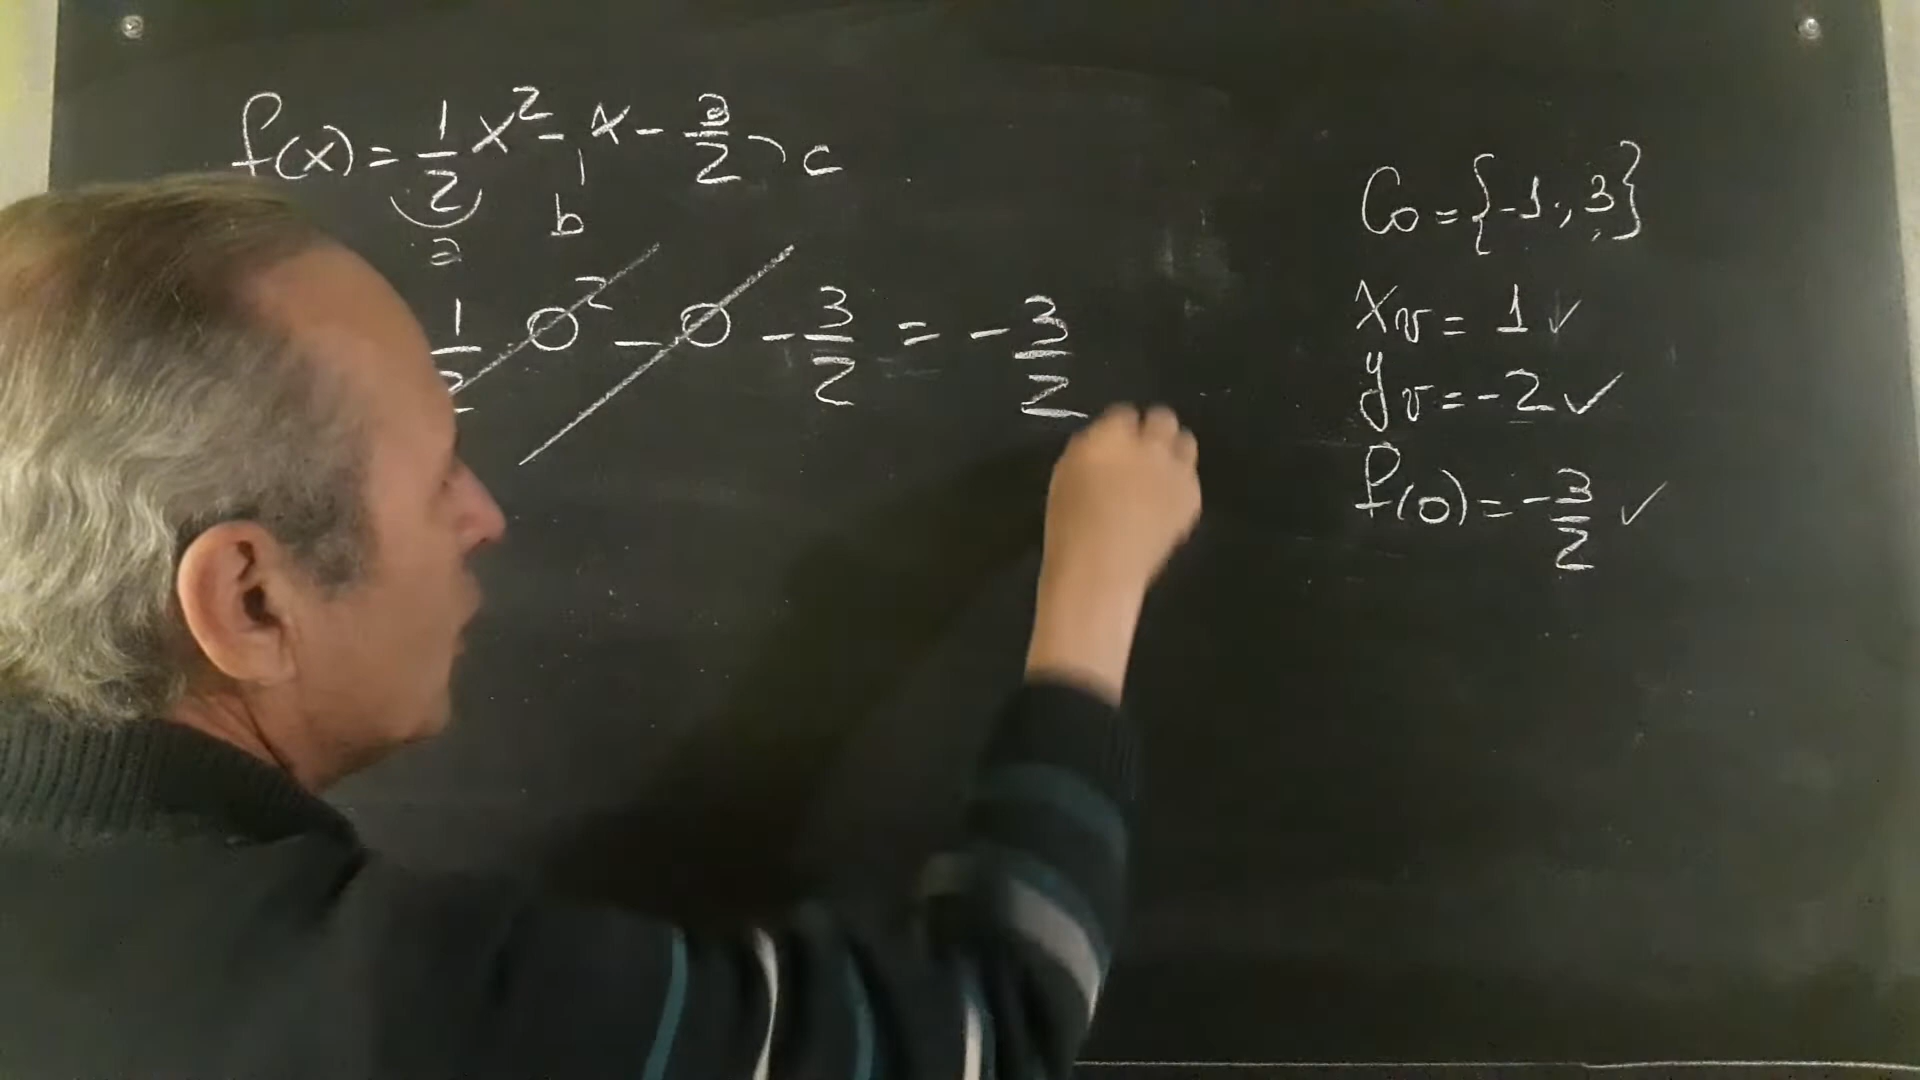 f(x) = 1/2 x² - x - 3/2 c
a b
1/2 0² - 0 - 3/2 = -3/2
C0 = {-1, 3}
xv = 1 ✓
yv = -2 ✓
f(0) = -3/2 ✓